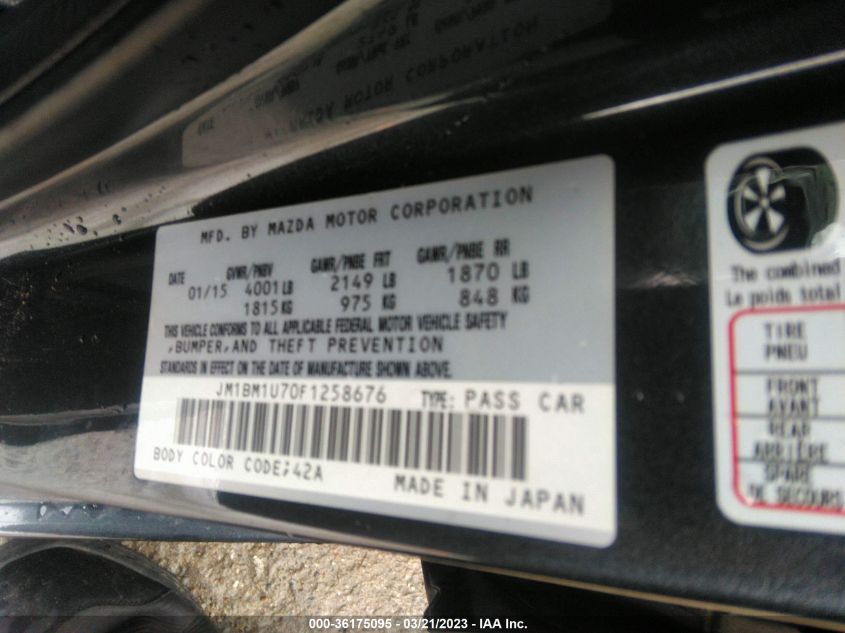 MFD. BY MAZDA MOTOR CORPORATION
DATE GVWR/PNBV GAWR/PNBE FRT GAWR/PNBE RR
01/15 4001 LB 2149 LB 1870 LB
1815 KG 975 KG 848 KG
THIS VEHICLE CONFORMS TO ALL APPLICABLE FEDERAL MOTOR VEHICLE SAFETY
,BUMPER,AND THEFT PREVENTION
STANDARDS IN EFFECT ON THE DATE OF MANUFACTURE SHOWN ABOVE.
JM1BM1U70F1258676 TYPE: PASS CAR
BODY COLOR CODE;42A
MADE IN JAPAN
The combined
Le poids total
TIRE
PNEU
FRONT
AVANT
REAR
ARRIÈRE
SPARE
DE SECOURS
000-36175095 - 03/21/2023 - IAA Inc.